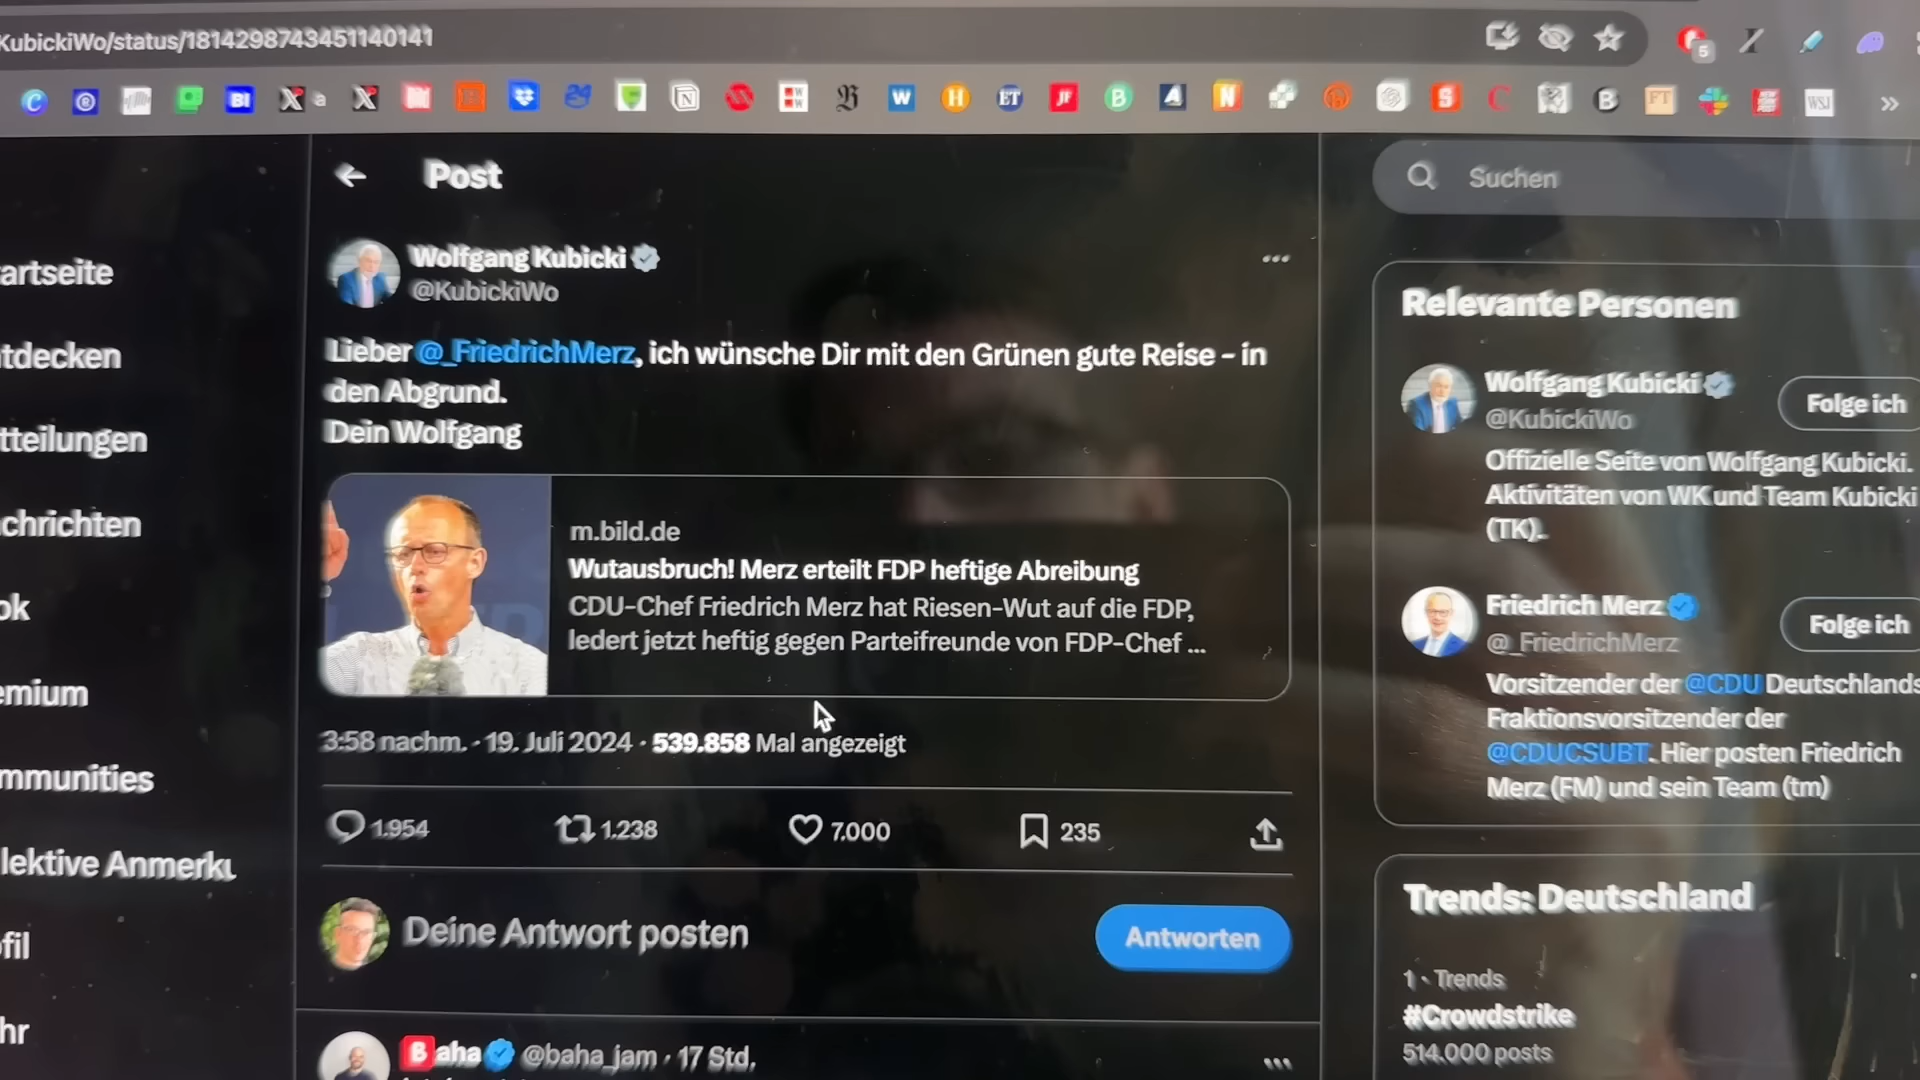 KubickiWo/status/1814298743451140141
Post
Suchen
Wolfgang Kubicki
@KubickiWo
Lieber @_FriedrichMerz, ich wünsche Dir mit den Grünen gute Reise – in
den Abgrund.
Dein Wolfgang
m.bild.de
Wutausbruch! Merz erteilt FDP heftige Abreibung
CDU-Chef Friedrich Merz hat Riesen-Wut auf die FDP,
ledert jetzt heftig gegen Parteifreunde von FDP-Chef ...
3:58 nachm. · 19. Juli 2024 · 539.858 Mal angezeigt
1.954 1.238 7.000 235
Deine Antwort posten
Antworten
Baha @baha_jam · 17 Std.
artseite
tdecken
tteilungen
chrichten
ok
emium
mmunities
lektive Anmerku
fil
hr
Relevante Personen
Wolfgang Kubicki
@KubickiWo
Folge ich
Offizielle Seite von Wolfgang Kubicki.
Aktivitäten von WK und Team Kubicki
(TK).
Friedrich Merz
@_FriedrichMerz
Folge ich
Vorsitzender der @CDU Deutschlands
Fraktionsvorsitzender der
@CDUCSUBT. Hier posten Friedrich
Merz (FM) und sein Team (tm)
Trends: Deutschland
1 · Trends
#Crowdstrike
514.000 posts